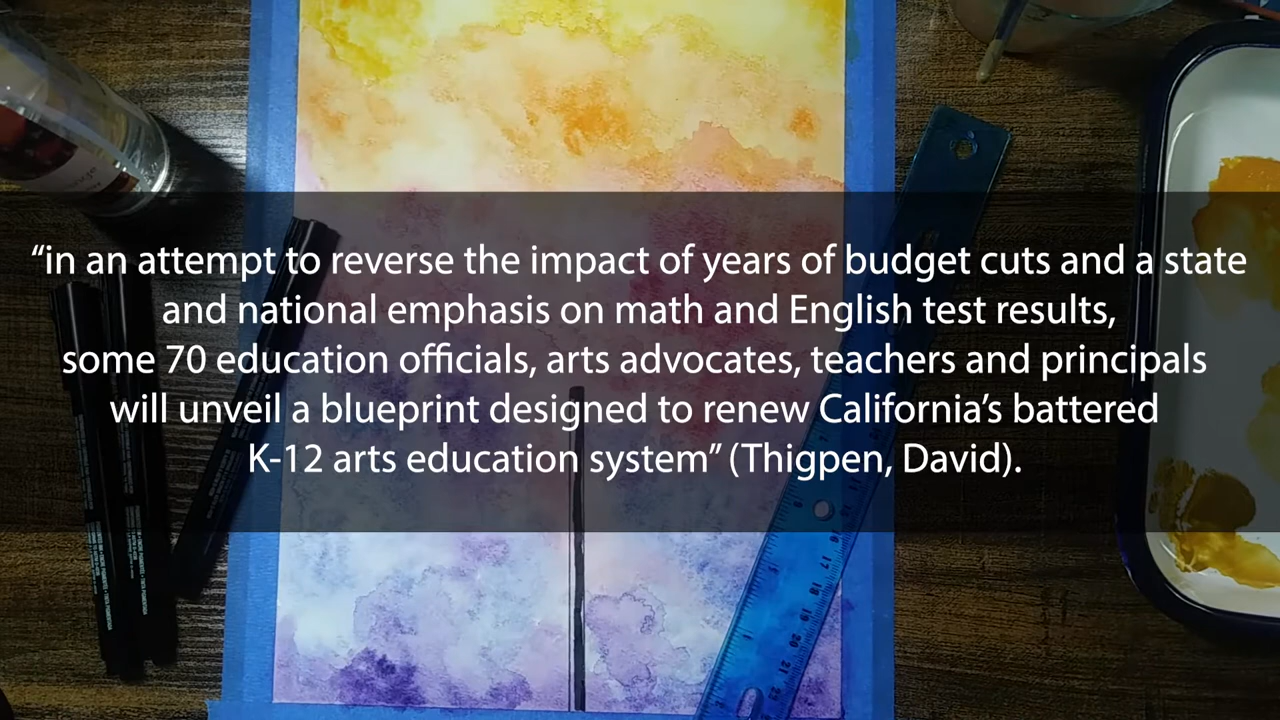 “in an attempt to reverse the impact of years of budget cuts and a state
and national emphasis on math and English test results,
some 70 education officials, arts advocates, teachers and principals
will unveil a blueprint designed to renew California’s battered
K-12 arts education system” (Thigpen, David).